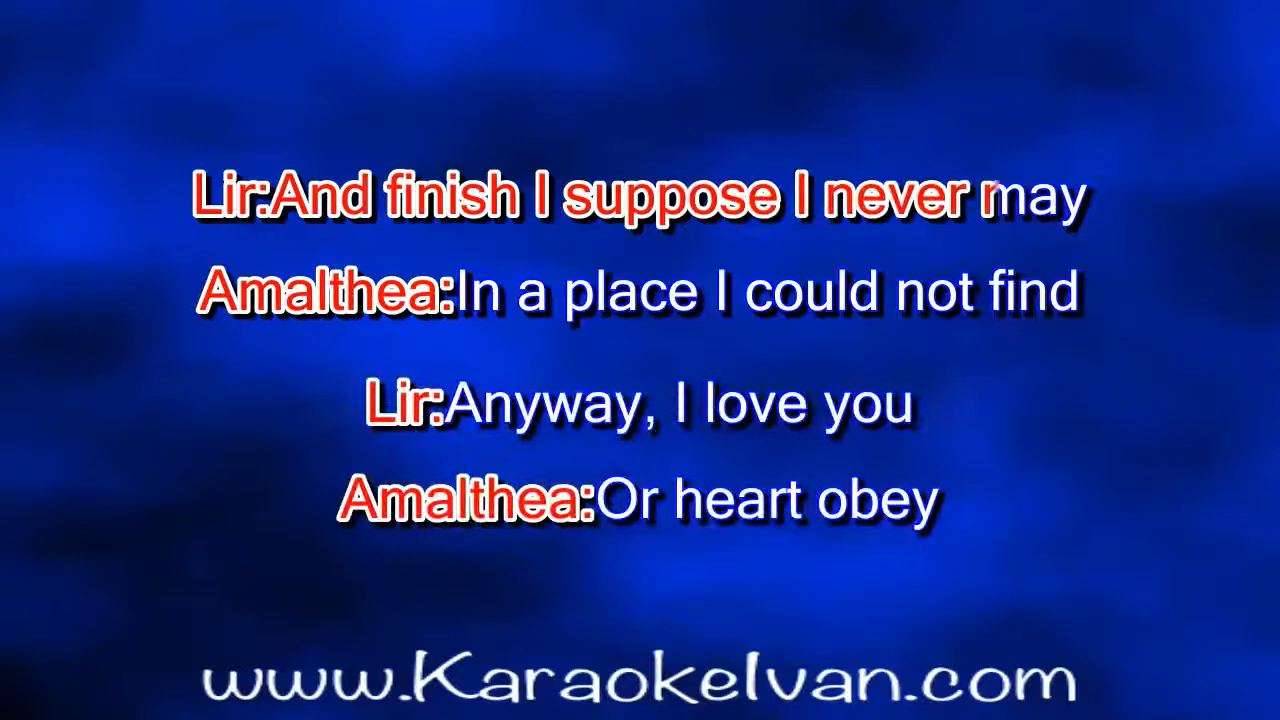 Lir:And finish I suppose I never may
Amalthea:In a place I could not find
Lir:Anyway, I love you
Amalthea:Or heart obey
www.KaraokeIvan.com